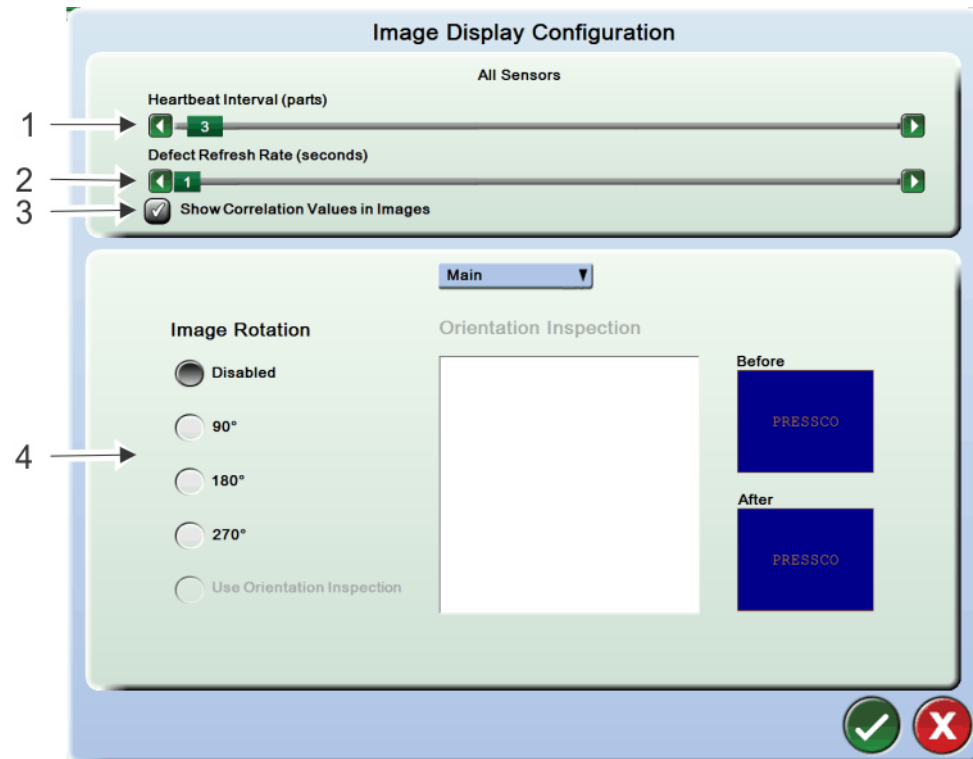 Image Display Configuration
All Sensors
Heartbeat Interval (parts)
1
3
Defect Refresh Rate (seconds)
2
1
3
Show Correlation Values in Images
Main
Image Rotation
Orientation Inspection
Disabled
Before
PRESSCO
90°
4
180°
After
270°
PRESSCO
Use Orientation Inspection